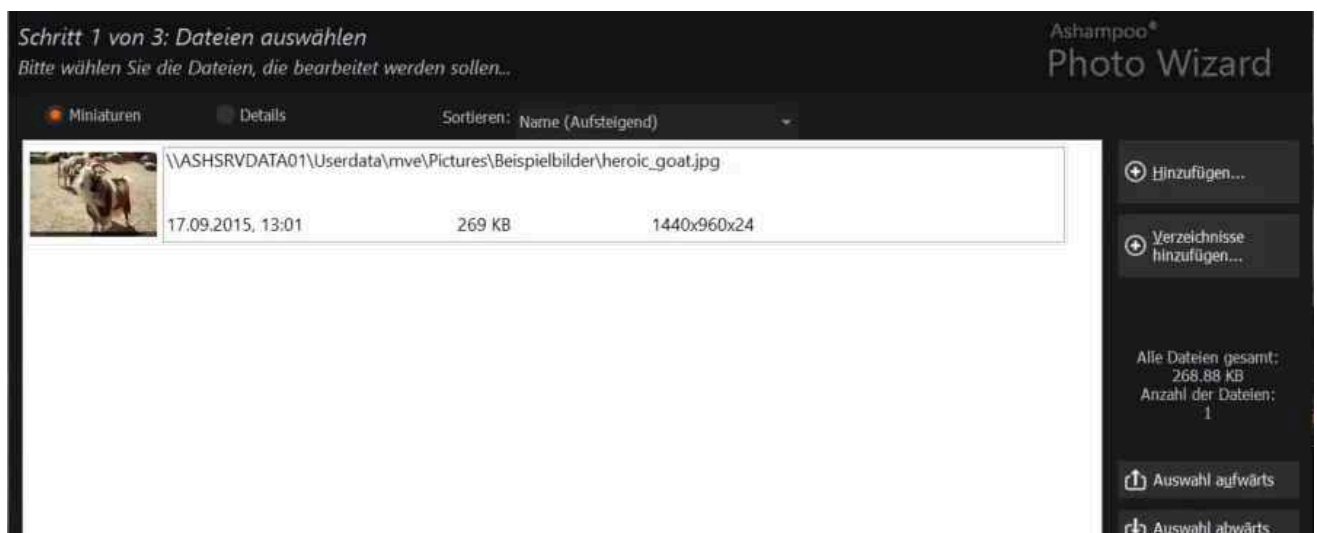 Schritt 1 von 3: Dateien auswählen
Bitte wählen Sie die Dateien, die bearbeitet werden sollen...
Ashampoo®
Photo Wizard
Miniaturen
Details
Sortieren: Name (Aufsteigend)
\\ASHSRVDATA01\Userdata\mve\Pictures\Beispielbilder\heroic_goat.jpg
17.09.2015, 13:01 269 KB 1440x960x24
Hinzufügen...
Verzeichnisse
hinzufügen...
Alle Dateien gesamt:
268.88 KB
Anzahl der Dateien:
1
Auswahl aufwärts
Auswahl abwärts